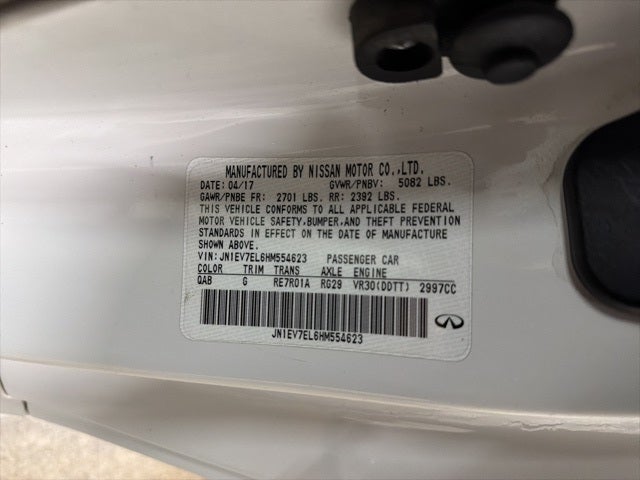 MANUFACTURED BY NISSAN MOTOR CO.,LTD.
DATE: 04/17 GVWR/PNBV: 5082 LBS.
GAWR/PNBE FR: 2701 LBS. RR: 2392 LBS.
THIS VEHICLE CONFORMS TO ALL APPLICABLE FEDERAL
MOTOR VEHICLE SAFETY,BUMPER,AND THEFT PREVENTION
STANDARDS IN EFFECT ON THE DATE OF MANUFACTURE
SHOWN ABOVE.
VIN: JN1EV7EL6HM554623 PASSENGER CAR
COLOR TRIM TRANS AXLE ENGINE
QAB G RE7R01A RG29 VR30(DDTT) 2997CC
JN1EV7EL6HM554623